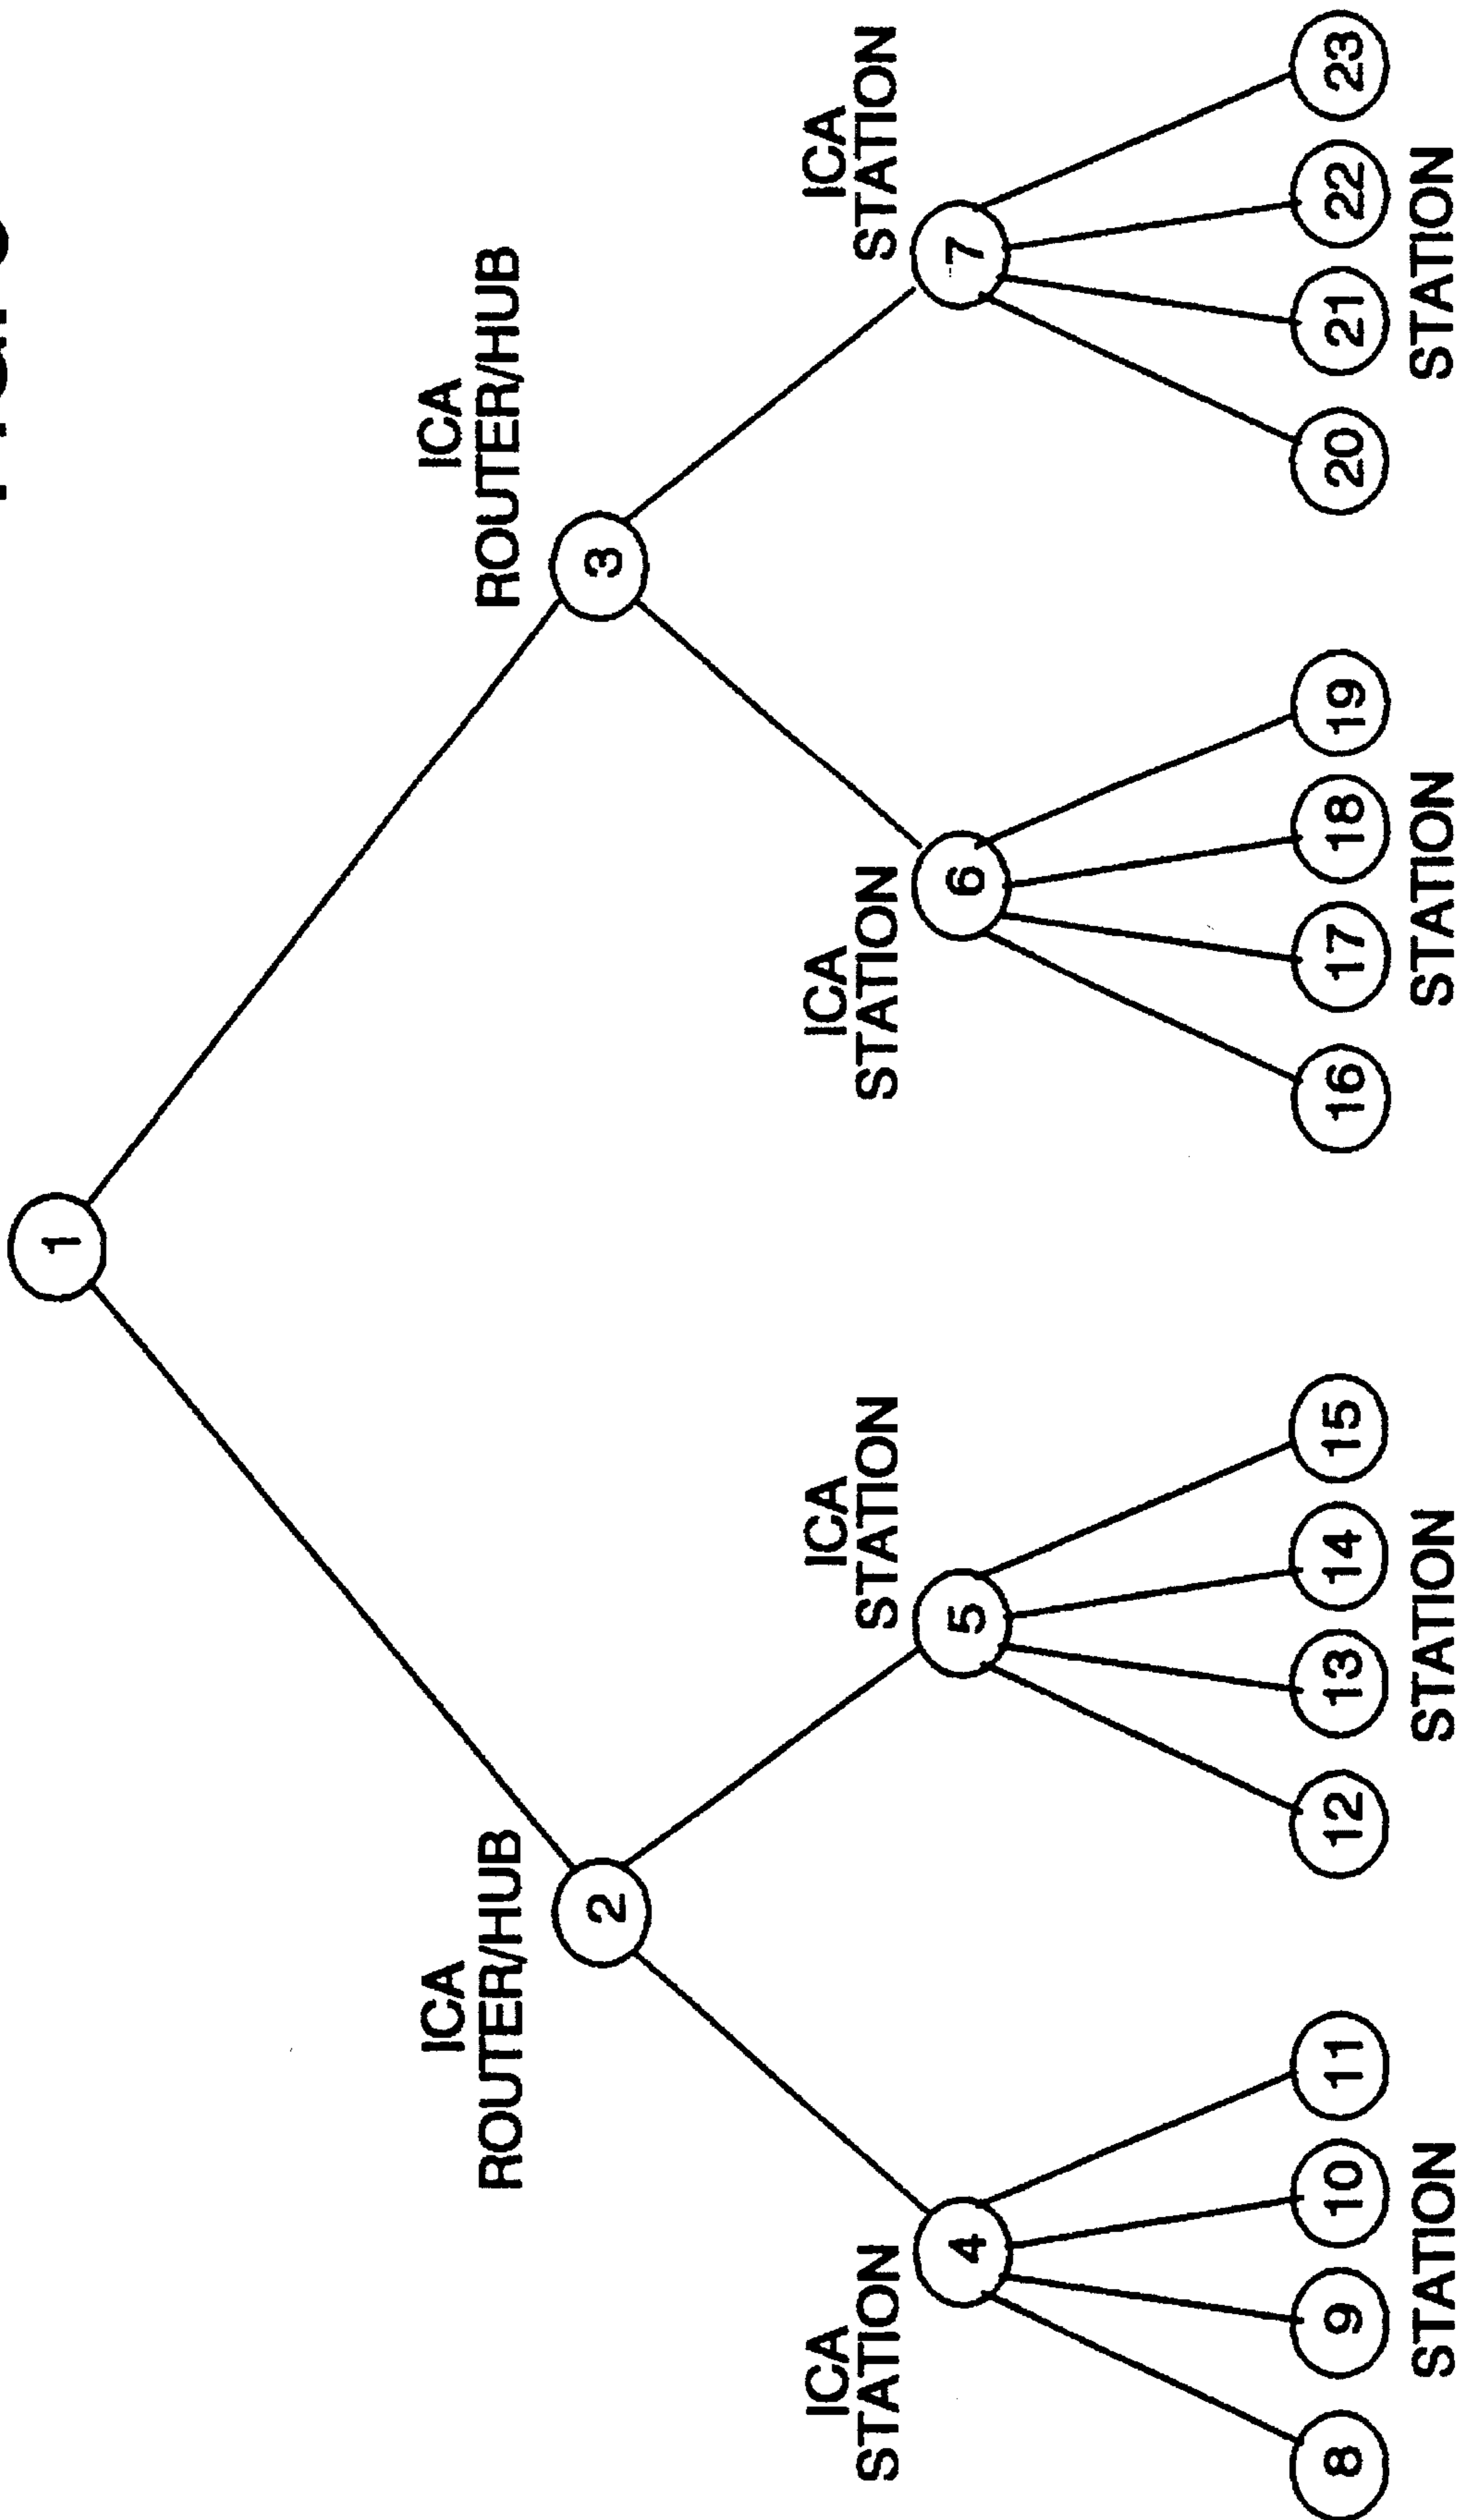 1
ICA
ROUTER/HUB
2
ICA
ROUTER/HUB
3
ICA
STATION
4
ICA
STATION
5
ICA
STATION
6
ICA
STATION
7
8 9 10 11
12 13 14 15
16 17 18 19
20 21 22 23
STATION
STATION
STATION
STATION